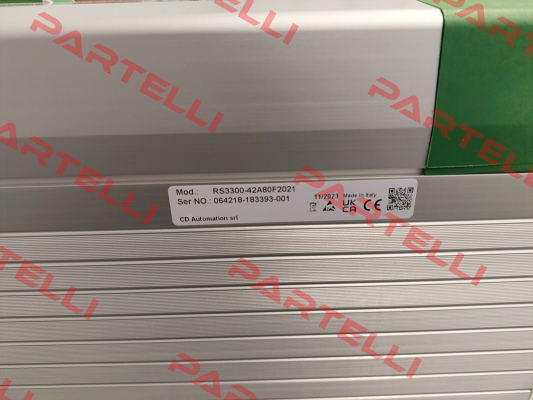 PARTELLI
PARTELLI
PARTELLI
Mod.: RS3300-42A80F2021
Ser NO.: 064218-183393-001
CD Automation srl
11/2023 Made in Italy
UK CA CE
PARTELLI
PARTELLI
PARTELLI
PARTELLI